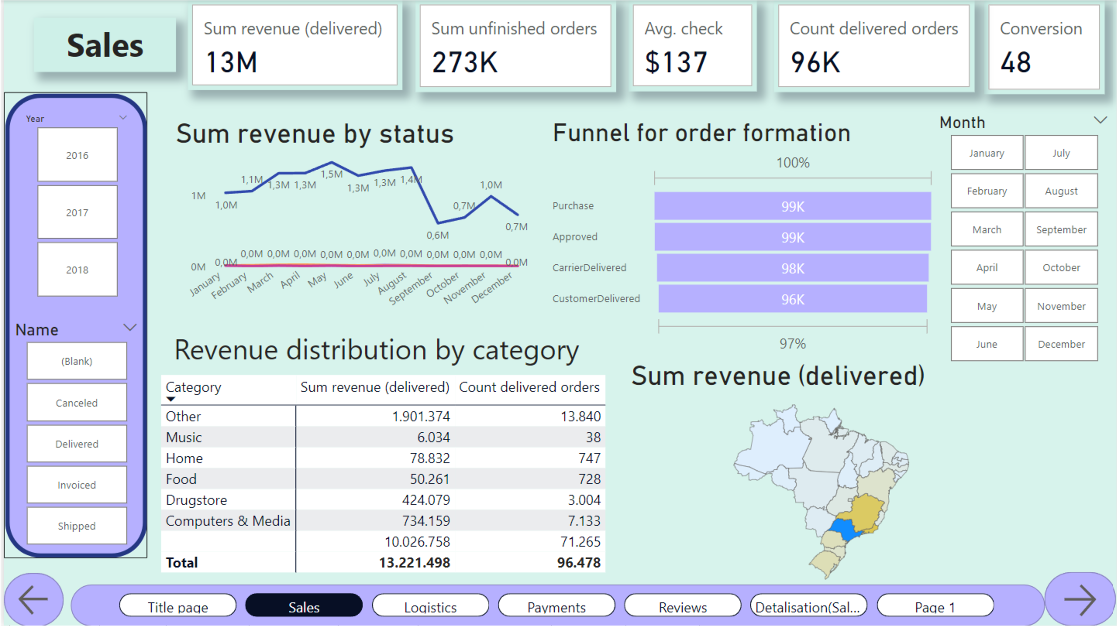 Sales
Sum revenue (delivered)
13M
Sum unfinished orders
273K
Avg. check
$137
Count delivered orders
96K
Conversion
48
Year
2016
2017
2018
Name
(Blank)
Canceled
Delivered
Invoiced
Shipped
Sum revenue by status
1M
0M
1,0M
1,1M
1,3M
1,3M
1,5M
1,3M
1,3M
1,4M
0,6M
0,7M
1,0M
0,7M
0,0M
0,0M
0,0M
0,0M
0,0M
0,0M
0,0M
0,0M
0,0M
0,0M
0,0M
0,0M
January
February
March
April
May
June
July
August
September
October
November
December
Funnel for order formation
100%
Purchase 99K
Approved 99K
CarrierDelivered 98K
CustomerDelivered 96K
97%
Month
January July
February August
March September
April October
May November
June December
Revenue distribution by category
Category Sum revenue (delivered) Count delivered orders
Other 1.901.374 13.840
Music 6.034 38
Home 78.832 747
Food 50.261 728
Drugstore 424.079 3.004
Computers & Media 734.159 7.133
10.026.758 71.265
Total 13.221.498 96.478
Sum revenue (delivered)
Title page
Sales
Logistics
Payments
Reviews
Detalisation(Sal...
Page 1